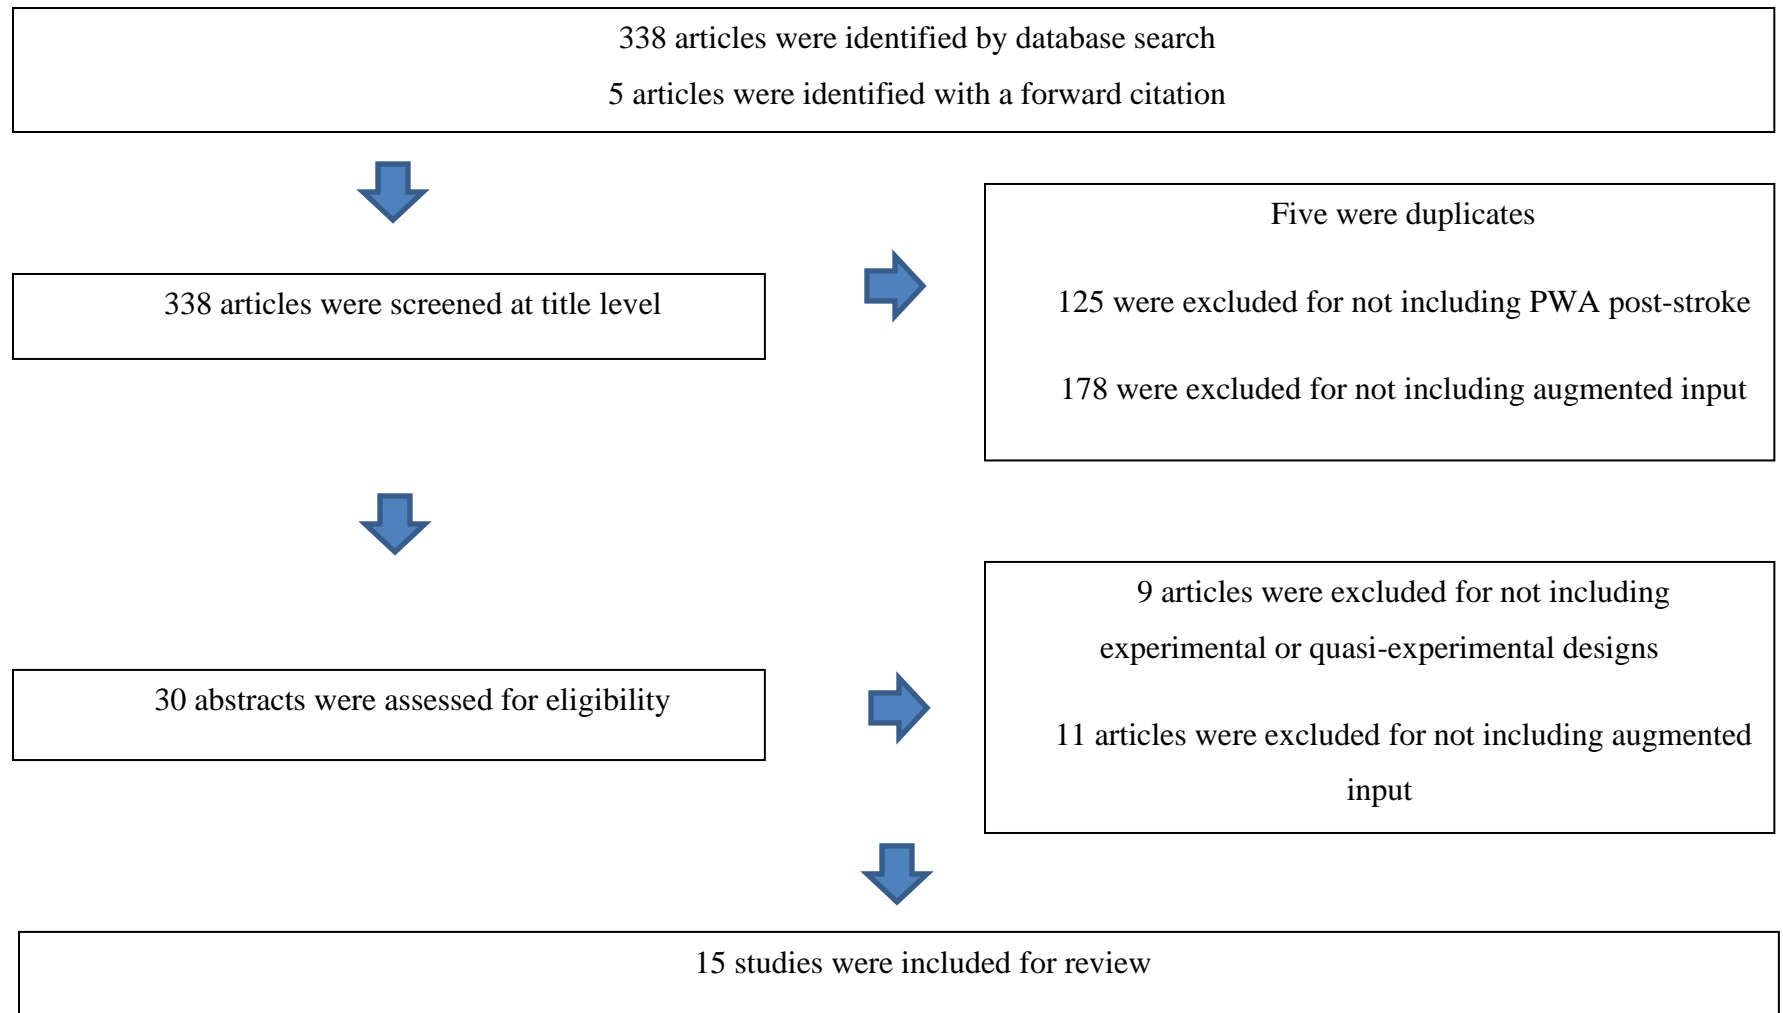 338 articles were identified by database search
5 articles were identified with a forward citation
338 articles were screened at title level
Five were duplicates
125 were excluded for not including PWA post-stroke
178 were excluded for not including augmented input
30 abstracts were assessed for eligibility
9 articles were excluded for not including
experimental or quasi-experimental designs
11 articles were excluded for not including augmented
input
15 studies were included for review